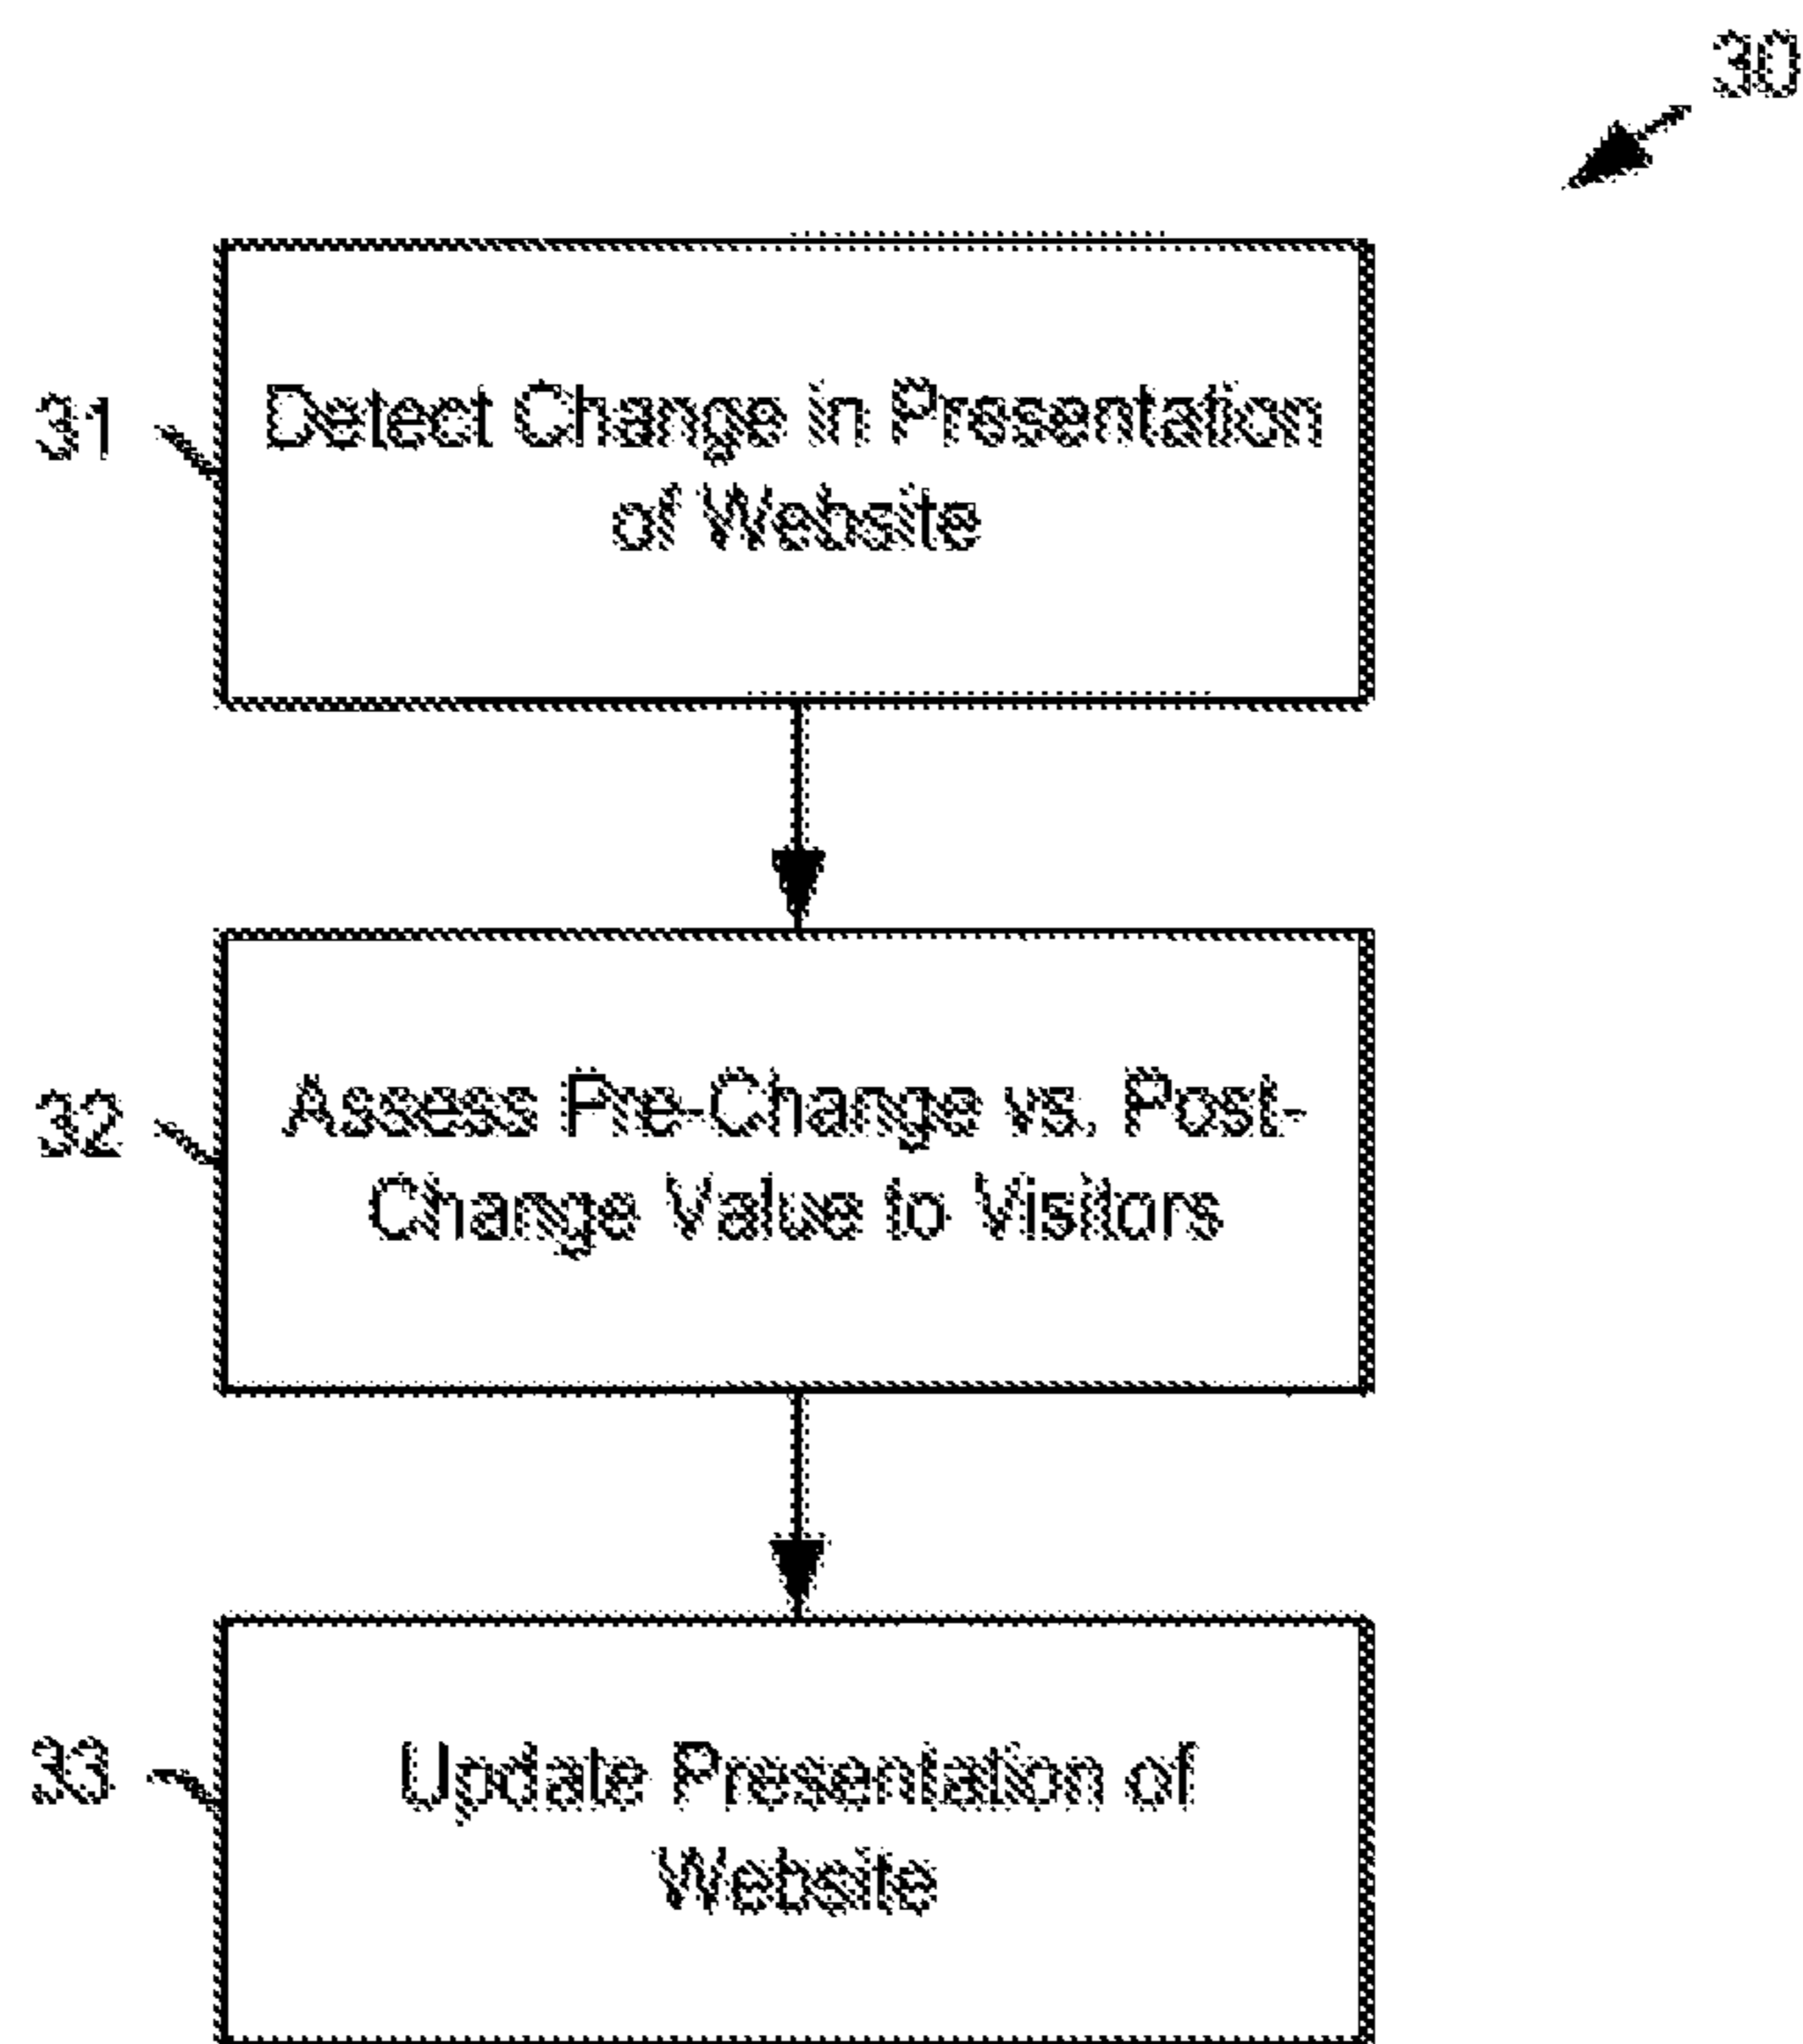 30
31
Detect Change in Presentation
of Website
32
Assess Pre-Change vs. Post-
Change Value to Visitors
33
Update Presentation of
Website